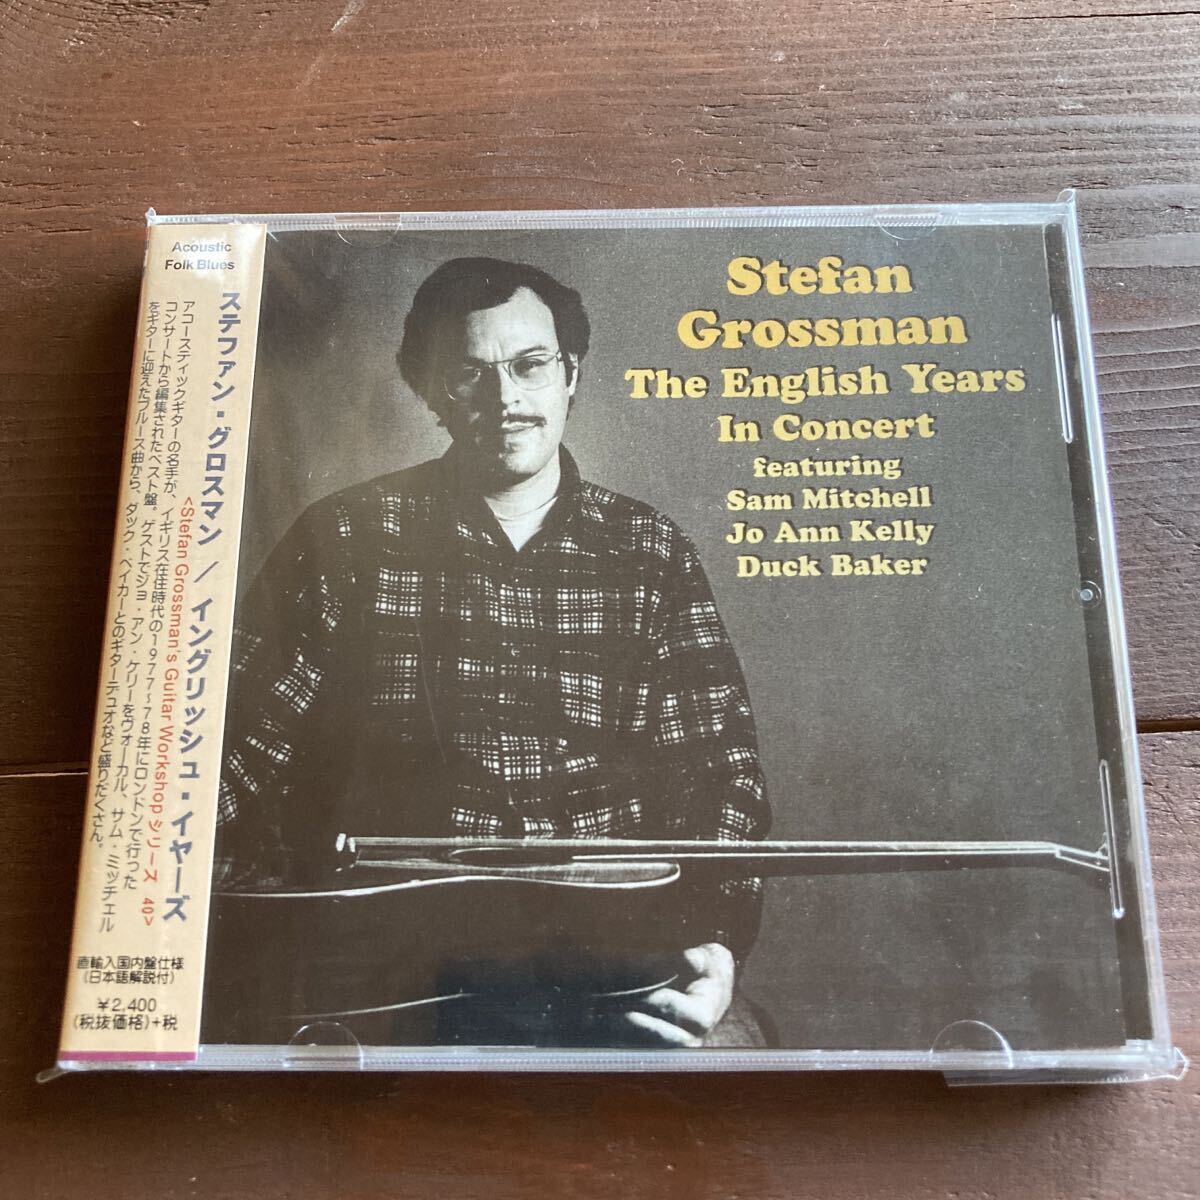 Acoustic
Folk Blues
ステファン・グロスマン / イングリッシュ・イヤーズ
<Stefan Grossman's Guitar Workshop シリーズ 40>
アコースティックギターの名手が、イギリス在住時代の1977〜78年にロンドンで行った
コンサートから編集されたベスト盤。ゲストでジョ・アン・ケリーをヴォーカル、サム・ミッチェル
をギターに迎えたブルース曲から、ダック・ベイカーとのギターデュオなど盛りだくさん。
直輸入国内盤仕様
(日本語解説付)
¥2,400
(税抜価格)+税
Stefan
Grossman
The English Years
In Concert
featuring
Sam Mitchell
Jo Ann Kelly
Duck Baker